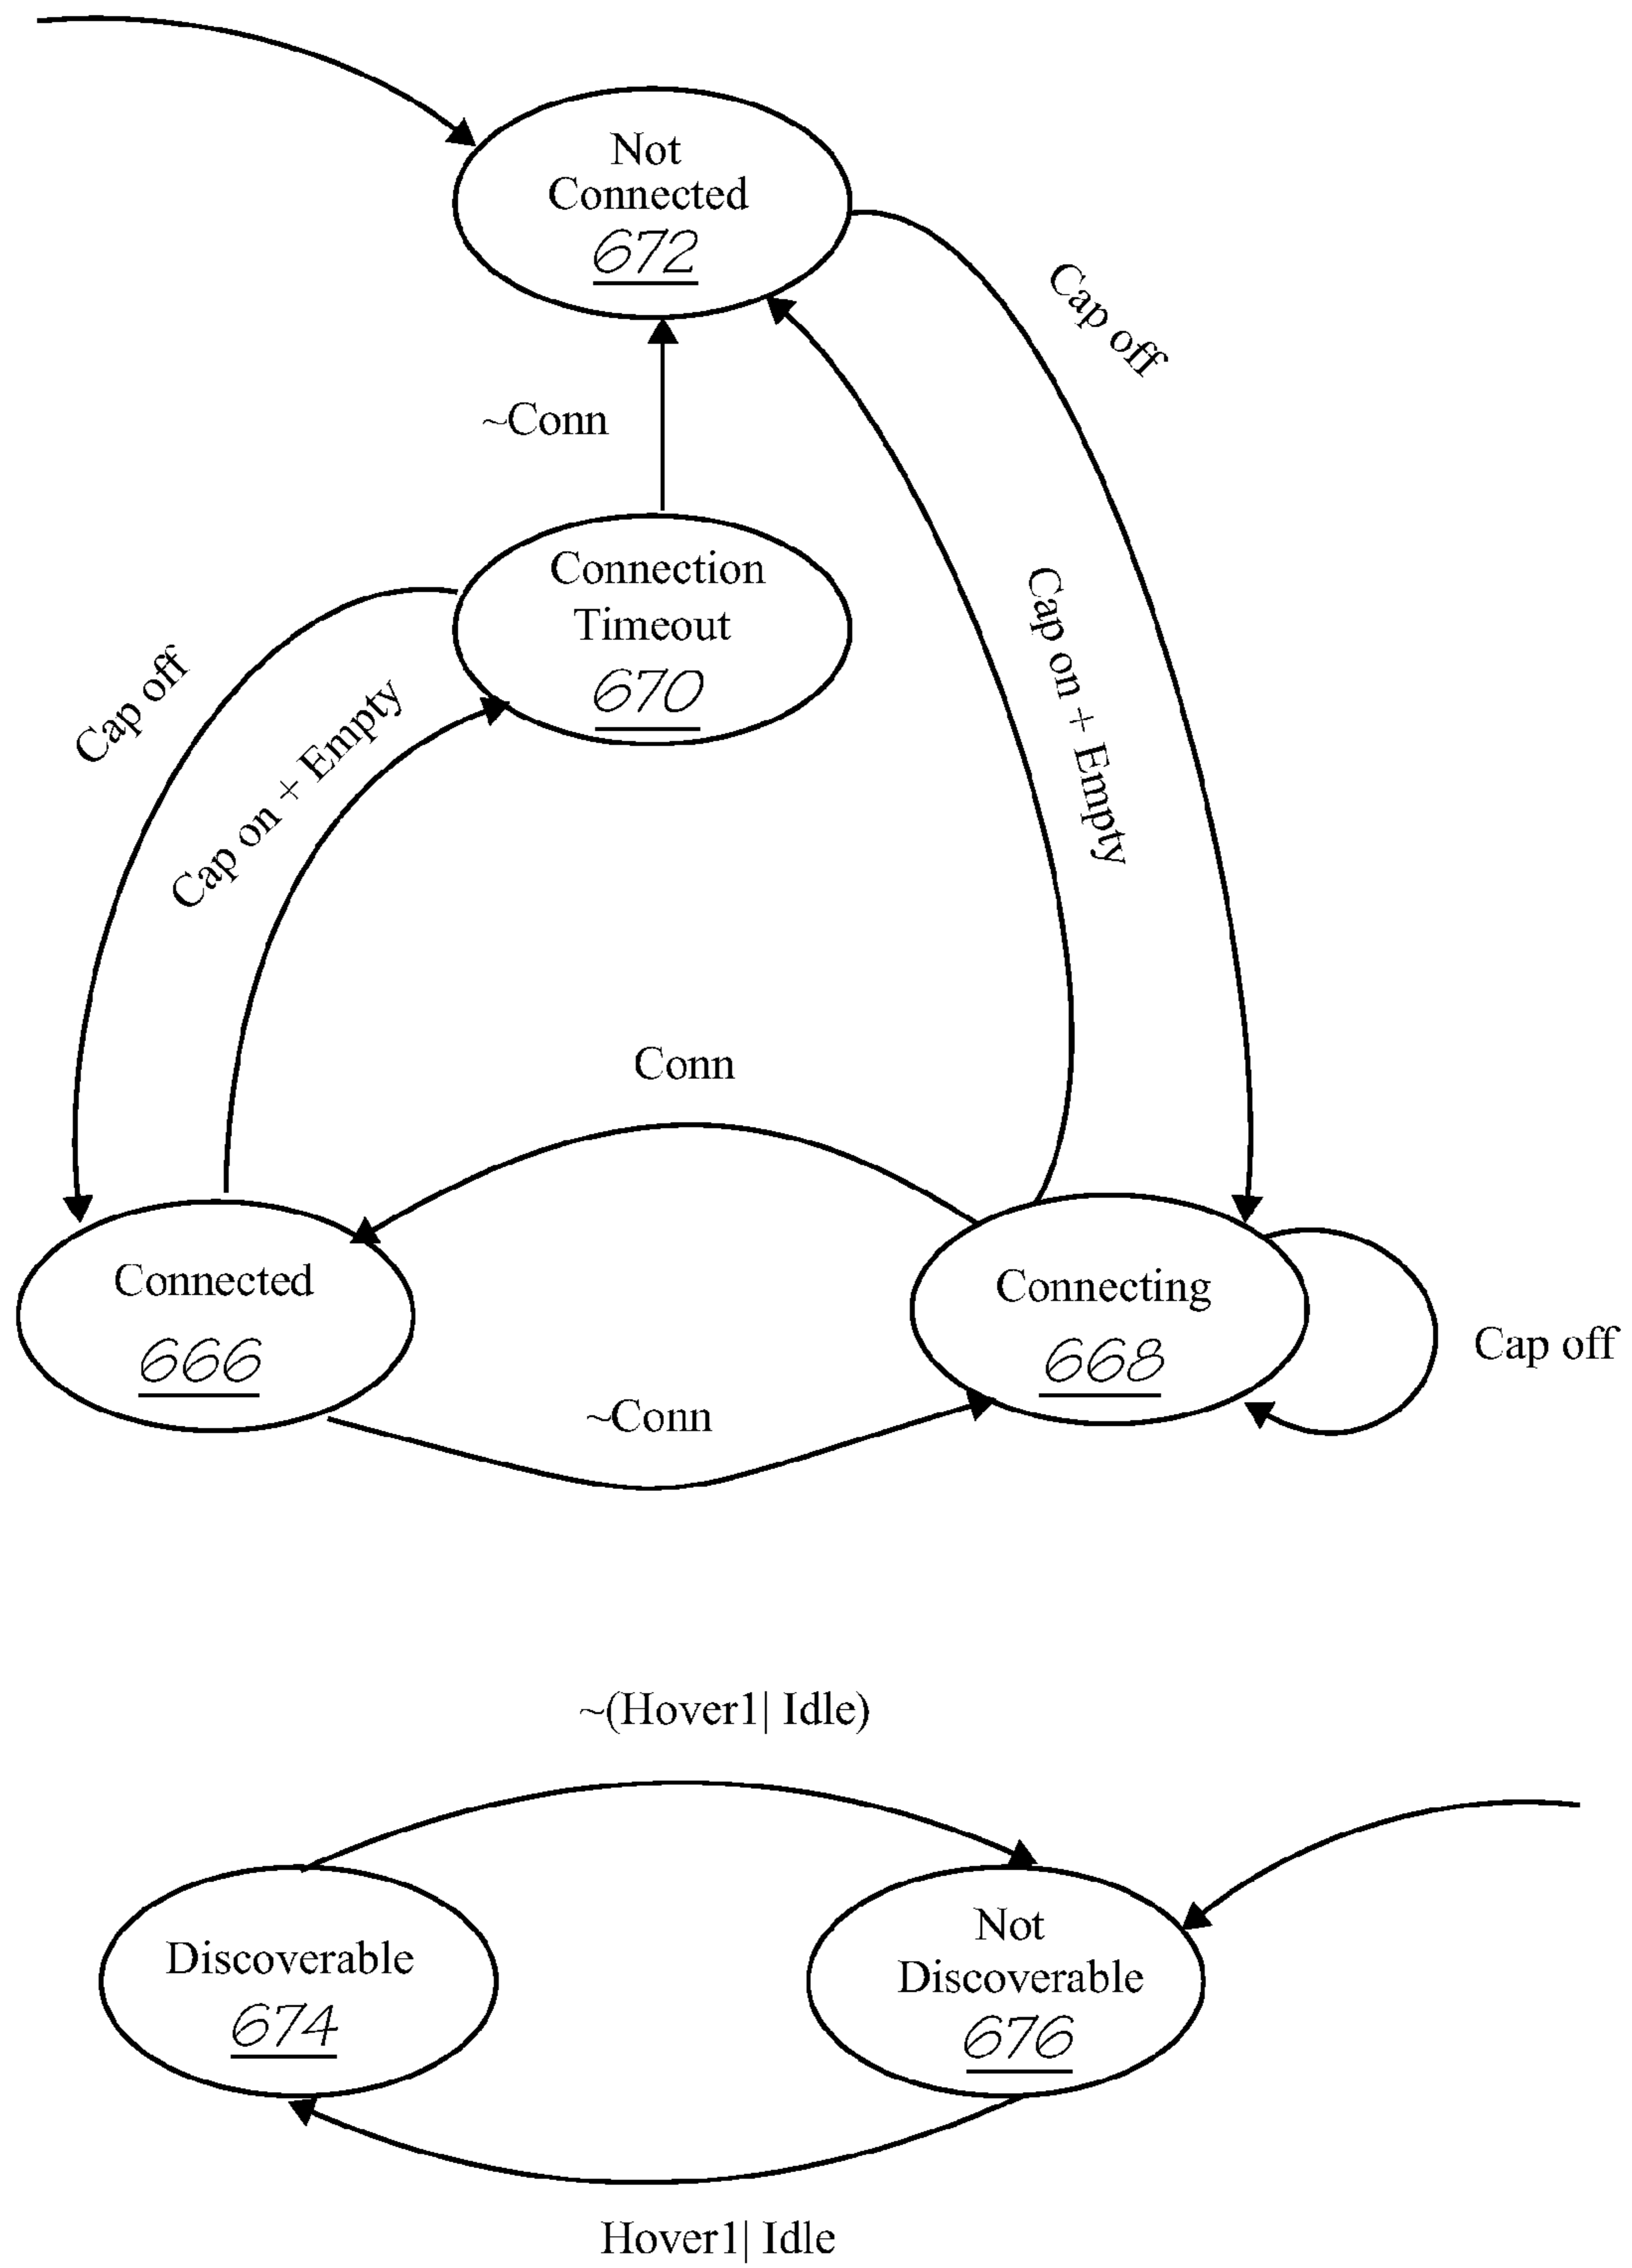 Not
Connected
672
Cap off
~Conn
Connection
Timeout
670
Cap off
Cap on + Empty
Cap on + Empty
Conn
Connected
666
Connecting
668
Cap off
~Conn
~(Hover1| Idle)
Discoverable
674
Not
Discoverable
676
Hover1| Idle